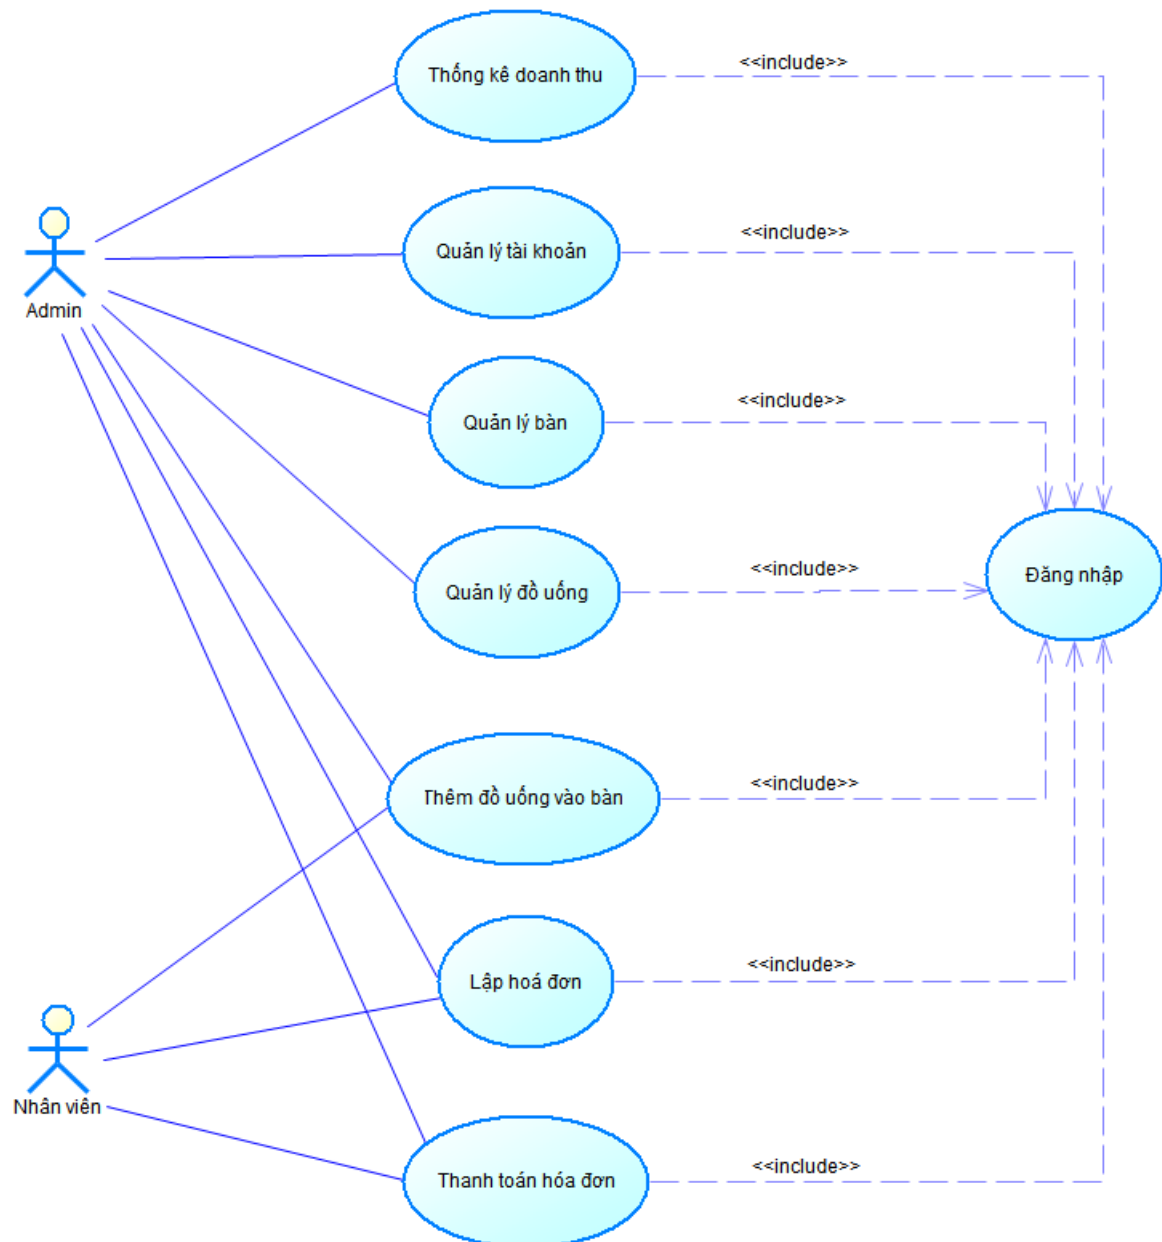 Thống kê doanh thu
<<include>>
Quản lý tài khoản
<<include>>
Admin
Quản lý bàn
<<include>>
Quản lý đồ uống
<<include>>
Đăng nhập
Thêm đồ uống vào bàn
<<include>>
Lập hoá đơn
<<include>>
Nhân viên
Thanh toán hóa đơn
<<include>>